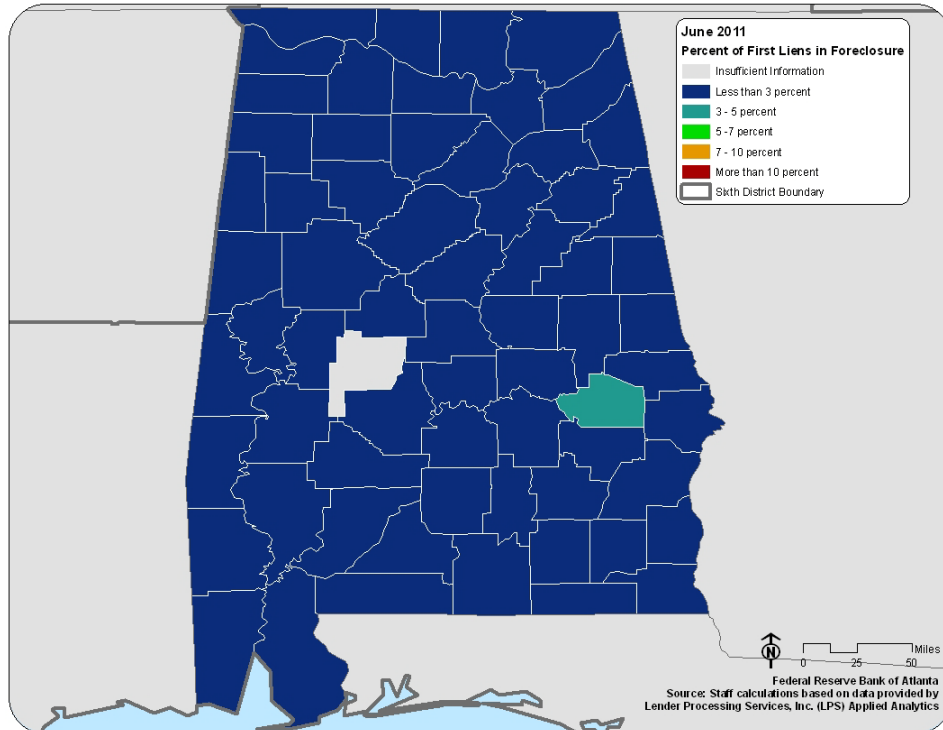 June 2011
Percent of First Liens in Foreclosure
Insufficient Information
Less than 3 percent
3 - 5 percent
5 -7 percent
7 - 10 percent
More than 10 percent
Sixth District Boundary
N
Miles
0 25 50
Federal Reserve Bank of Atlanta
Source: Staff calculations based on data provided by
Lender Processing Services, Inc. (LPS) Applied Analytics